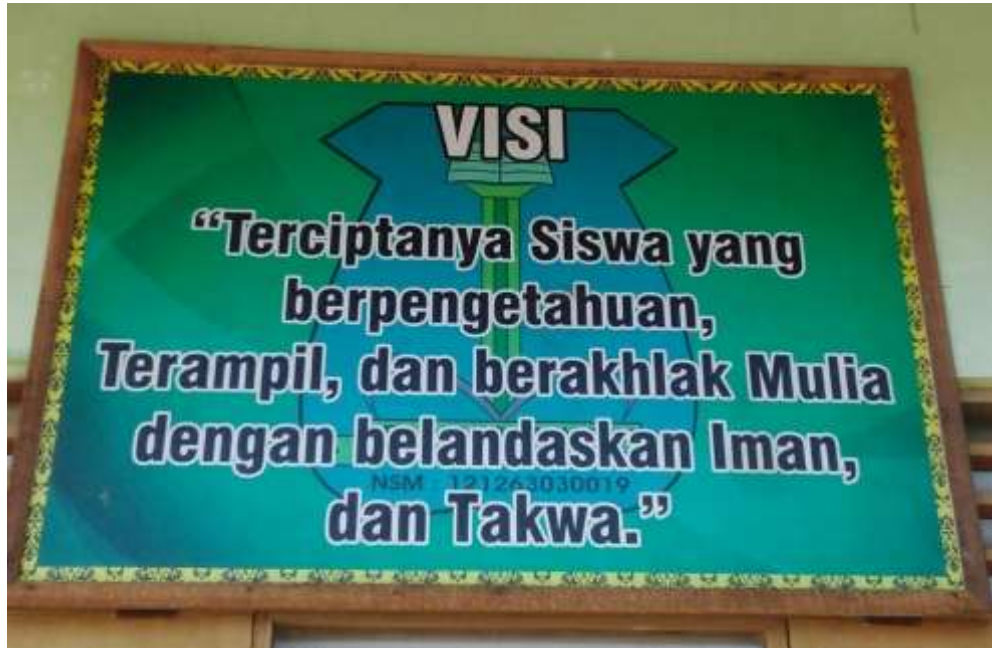 VISI
“Terciptanya Siswa yang
berpengetahuan,
Terampil, dan berakhlak Mulia
dengan belandaskan Iman,
NSM : 121263030019
dan Takwa.”